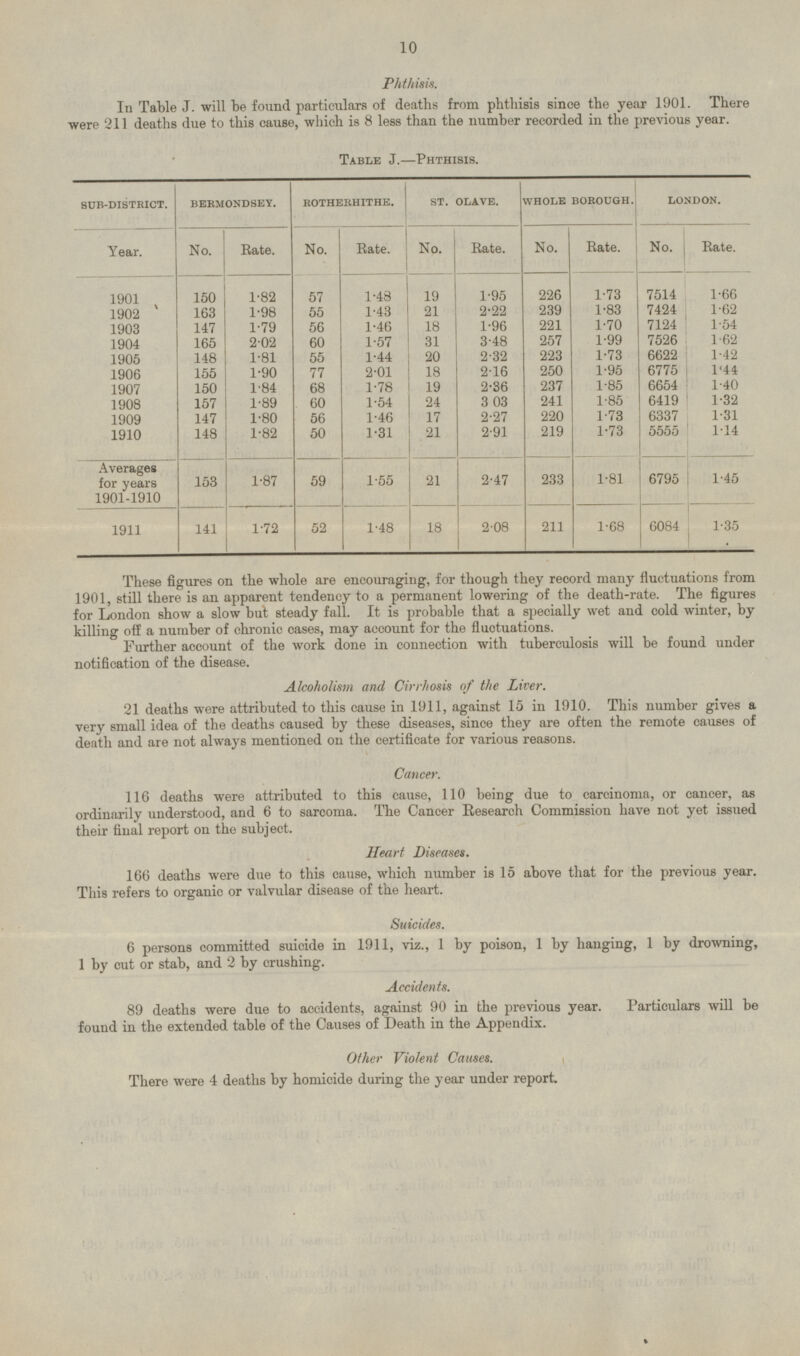 10
Phthisis.
In Table J. will be found particulars of deaths from phthisis since the year 1901. There
were 211 deaths due to this cause, which is 8 less than the number recorded in the previous year.
Table J.—Phthisis.
SUB-DISTRICT. BERMONDSEY. ROTHERHITHE. ST. OLAVE. WHOLE BOROUGH. LONDON.
Year. No. Rate. No. Rate. No. Rate. No. Rate. No. Rate.
1901 150 1·82 57 1·48 19 1·95 226 1·73 7514 1·66
1902 163 1·98 55 1·43 21 2·22 239 1·83 7424 1·62
1903 147 1·79 56 1·46 18 1·96 221 1·70 7124 1·54
1904 165 2·02 60 1·57 31 3·48 257 1·99 7526 1·62
1905 148 1·81 55 1·44 20 2·32 223 1·73 6622 1·42
1906 155 1·90 77 2·01 18 2·16 250 1·95 6775 1·44
1907 150 1·84 68 1·78 19 2·36 237 1·85 6654 1·40
1908 157 1·89 60 1·54 24 3 03 241 1·85 6419 1·32
1909 147 1·80 56 1·46 17 2·27 220 1·73 6337 1·31
1910 148 1·82 50 1·31 21 2·91 219 1·73 5555 1·14
Averages
for years 153 1·87 59 1·55 21 2·47 233 1·81 6795 1·45
1901-1910
1911 141 1·72 52 1·48 18 2·08 211 1·68 6084 1·35
These figures on the whole are encouraging, for though they record many fluctuations from
1901, still there is an apparent tendency to a permanent lowering of the death-rate. The figures
for London show a slow but steady fall. It is probable that a specially wet and cold winter, by
killing off a number of chronic cases, may account for the fluctuations.
Further account of the work done in connection with tuberculosis will be found under
notification of the disease.
Alcoholism and Cirrhosis of the Liver.
21 deaths were attributed to this cause in 1911, against 15 in 1910. This number gives a
very small idea of the deaths caused by these diseases, since they are often the remote causes of
death and are not always mentioned on the certificate for various reasons.
Cancer.
116 deaths were attributed to this cause, 110 being due to carcinoma, or cancer, as
ordinarily understood, and 6 to sarcoma. The Cancer Research Commission have not yet issued
their final report on the subject.
Heart Diseases.
166 deaths were due to this cause, which number is 15 above that for the previous year.
This refers to organic or valvular disease of the heart.
Suicides.
6 persons committed suicide in 1911, viz., 1 by poison, 1 by hanging, 1 by drowning,
1 by cut or stab, and 2 by crushing.
Accidents.
89 deaths were due to accidents, against 90 in the previous year. Particulars will be
found in the extended table of the Causes of Death in the Appendix.
Other Violent Causes.
There were 4 deaths by homicide during the year under report.